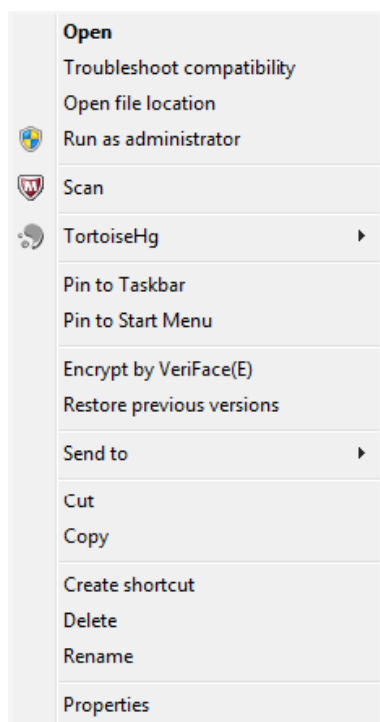 Open
Troubleshoot compatibility
Open file location
Run as administrator
Scan
TortoiseHg
Pin to Taskbar
Pin to Start Menu
Encrypt by VeriFace(E)
Restore previous versions
Send to
Cut
Copy
Create shortcut
Delete
Rename
Properties